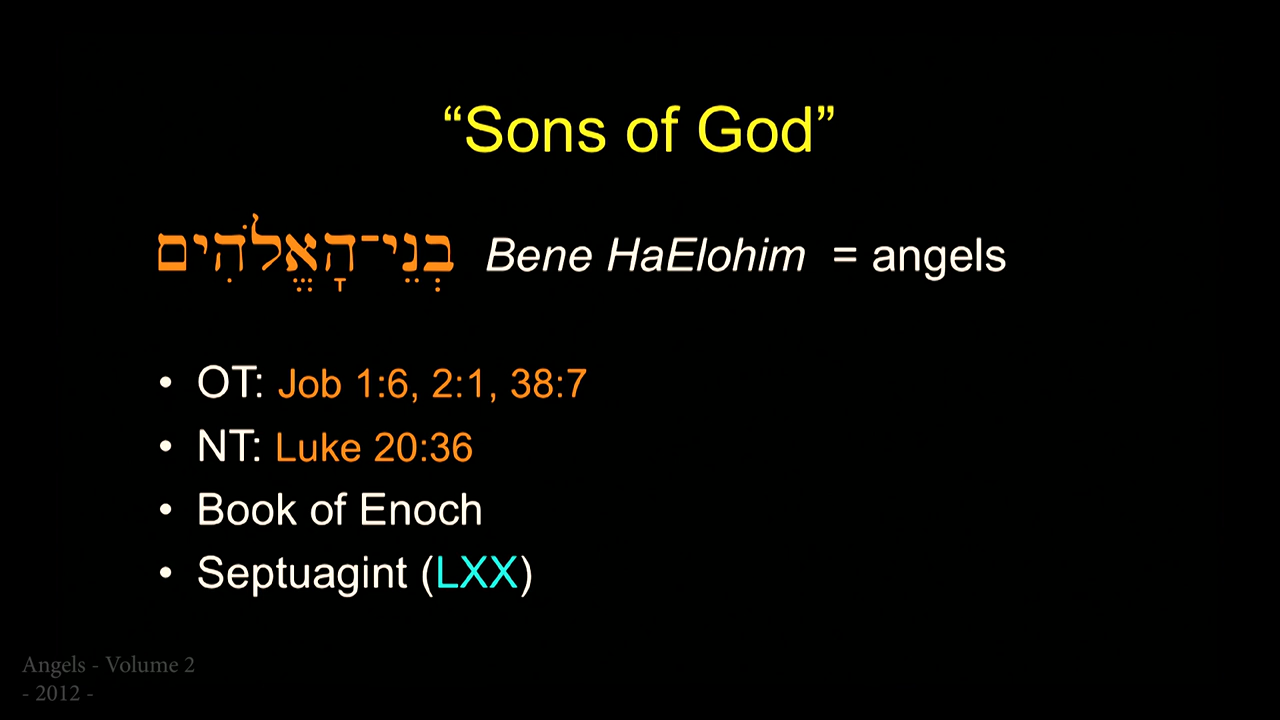 “Sons of God”
בְּנֵי־הָאֱלֹהִים Bene HaElohim = angels
• OT: Job 1:6, 2:1, 38:7
• NT: Luke 20:36
• Book of Enoch
• Septuagint (LXX)
Angels - Volume 2
- 2012 -